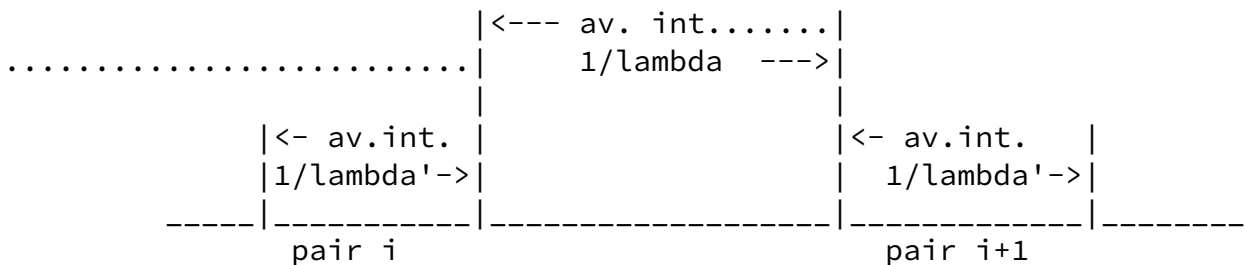 |<--- av. int.......|
..........................|     1/lambda  --->|
                          |                   |
              |<- av.int. |                   |<- av.int.   |
              |1/lambda'->|                   |  1/lambda'->|
         _____|___________|___________________|_____________|________
                pair i                           pair i+1